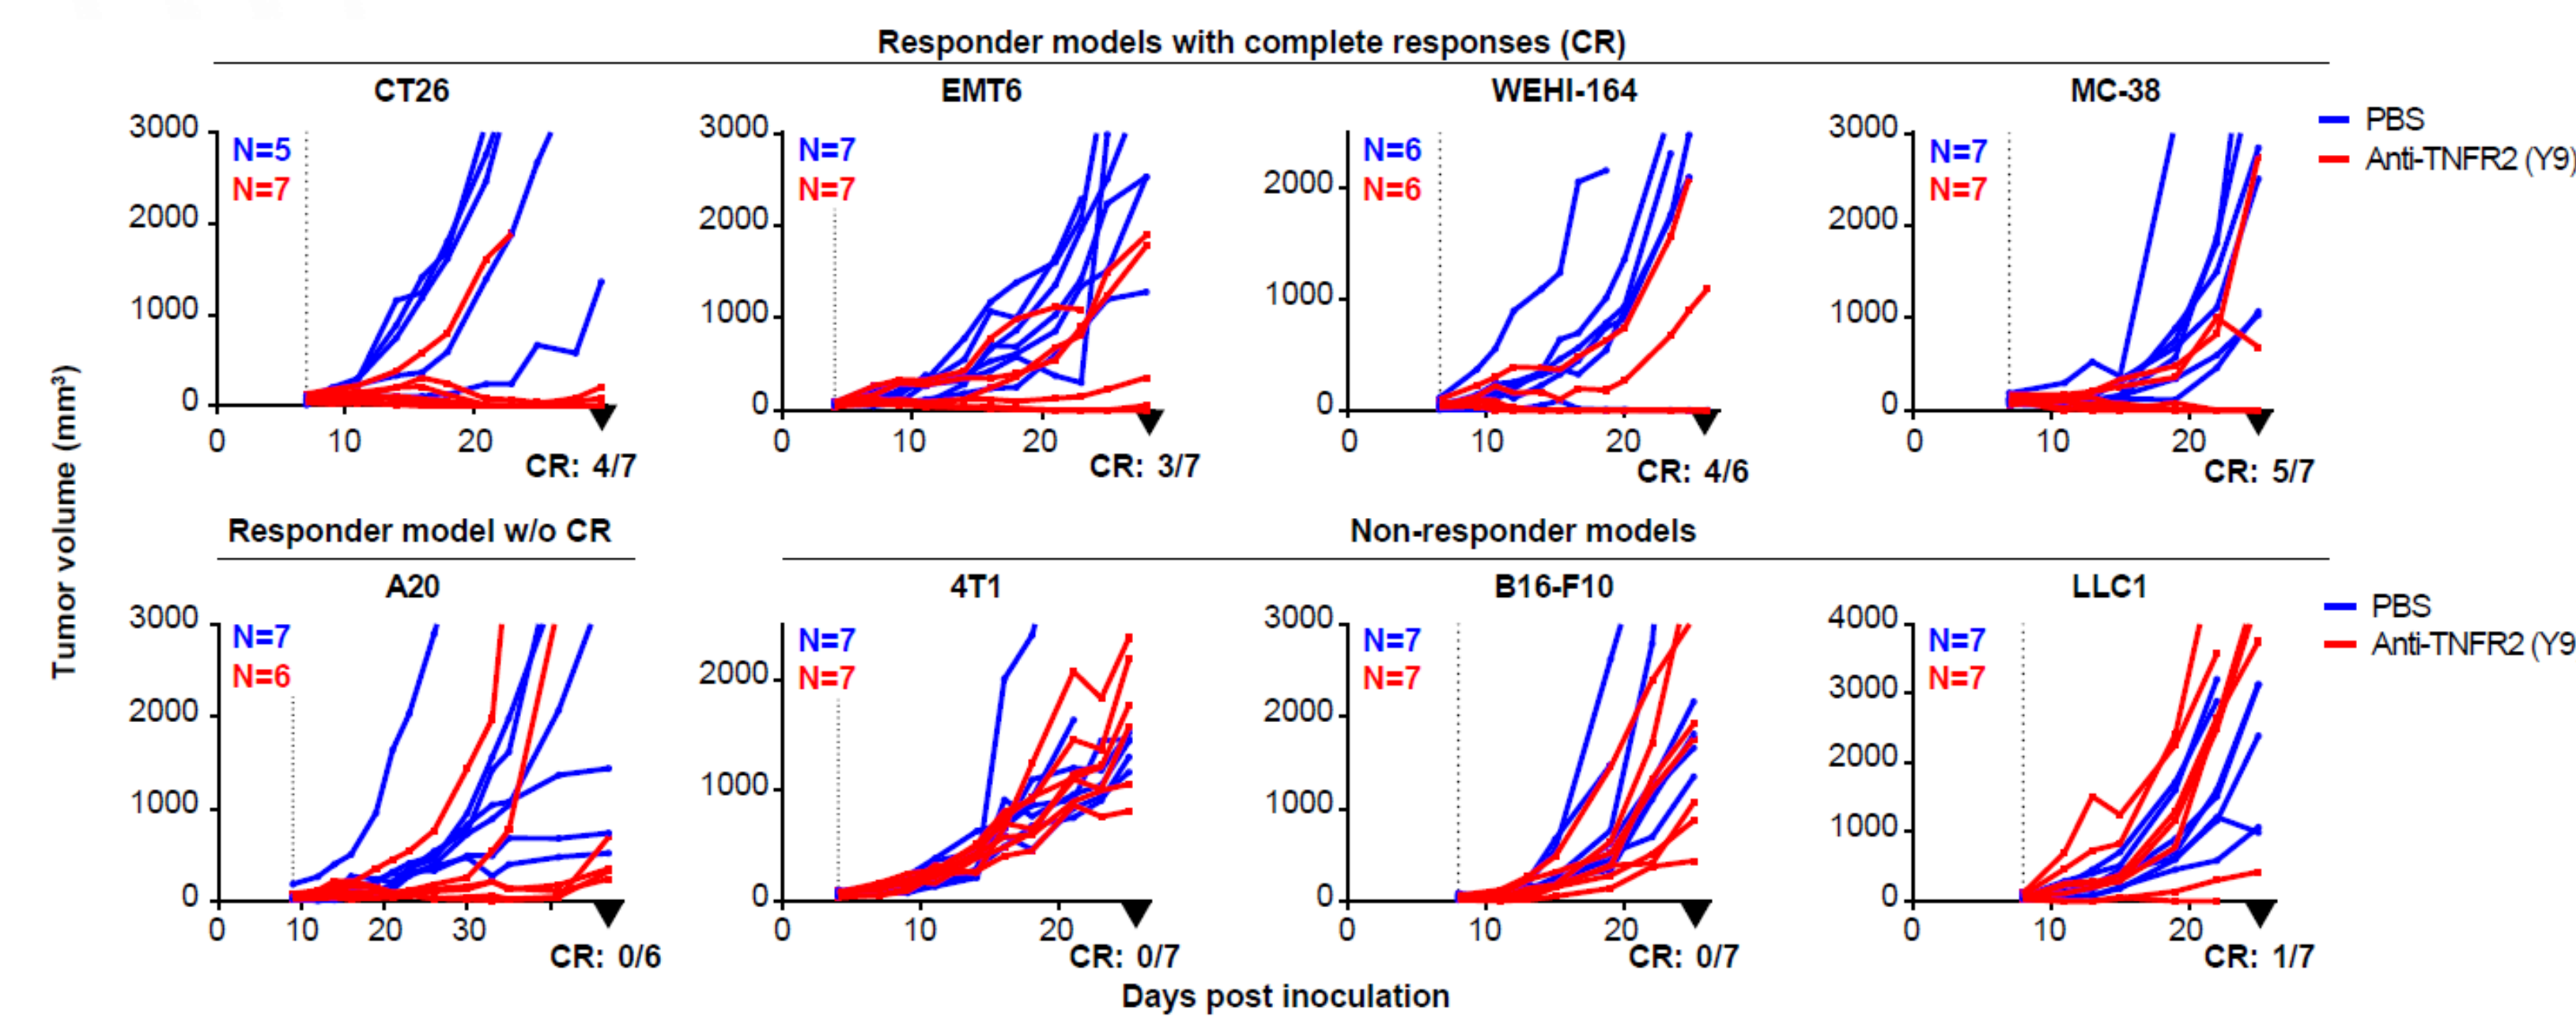 Responder models with complete responses (CR)
CT26
EMT6
WEHI-164
MC-38
3000
2000
1000
0
N=5
N=7
0
10
20
CR: 4/7
3000
2000
1000
0
N=7
N=7
0
10
20
CR: 3/7
2000
1000
0
N=6
N=6
0
10
20
CR: 4/6
3000
2000
1000
0
N=7
N=7
0
10
20
CR: 5/7
PBS
Anti-TNFR2 (Y9)
Tumor volume (mm³)
Responder model w/o CR
Non-responder models
A20
4T1
B16-F10
LLC1
3000
2000
1000
0
N=7
N=6
0
10
20
30
CR: 0/6
2000
1000
0
N=7
N=7
0
10
20
CR: 0/7
3000
2000
1000
0
N=7
N=7
0
10
20
CR: 0/7
4000
3000
2000
1000
0
N=7
N=7
0
10
20
CR: 1/7
PBS
Anti-TNFR2 (Y9
Days post inoculation